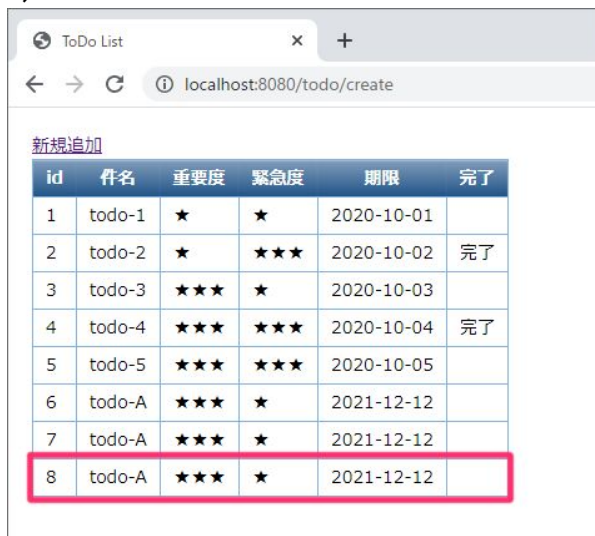 ToDo List
localhost:8080/todo/create
新規追加
id 件名 重要度 緊急度 期限 完了
1 todo-1 ★ ★ 2020-10-01
2 todo-2 ★ ★★★ 2020-10-02 完了
3 todo-3 ★★★ ★ 2020-10-03
4 todo-4 ★★★ ★★★ 2020-10-04 完了
5 todo-5 ★★★ ★★★ 2020-10-05
6 todo-A ★★★ ★ 2021-12-12
7 todo-A ★★★ ★ 2021-12-12
8 todo-A ★★★ ★ 2021-12-12